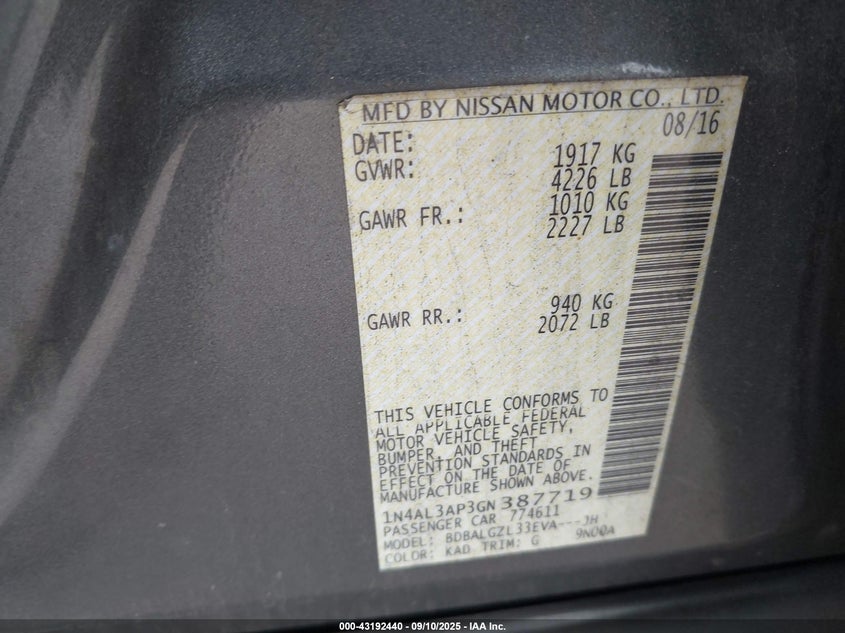 MFD BY NISSAN MOTOR CO., LTD.
DATE: 08/16
GVWR: 1917 KG
4226 LB
GAWR FR.: 1010 KG
2227 LB
GAWR RR.: 940 KG
2072 LB
THIS VEHICLE CONFORMS TO
ALL APPLICABLE FEDERAL
MOTOR VEHICLE SAFETY,
BUMPER, AND THEFT
PREVENTION STANDARDS IN
EFFECT ON THE DATE OF
MANUFACTURE SHOWN ABOVE.
1N4AL3AP3GN387719
PASSENGER CAR 774611
MODEL: BDBALGZL33EVA---JH
COLOR: KAD TRIM: G 9N00A
000-43192440 - 09/10/2025 - IAA Inc.